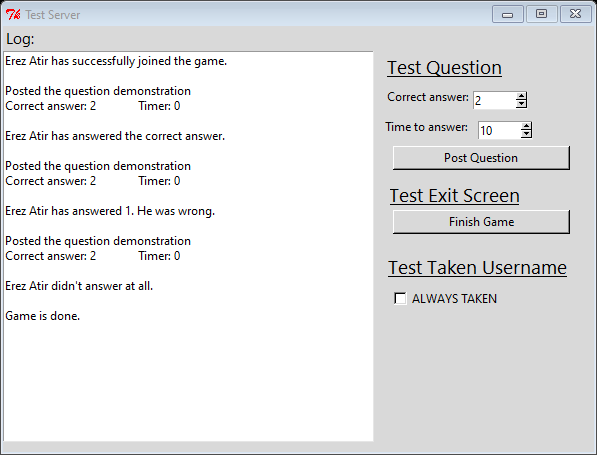 Test Server
Log:
Erez Atir has successfully joined the game.
Posted the question demonstration
Correct answer: 2 Timer: 0
Erez Atir has answered the correct answer.
Posted the question demonstration
Correct answer: 2 Timer: 0
Erez Atir has answered 1. He was wrong.
Posted the question demonstration
Correct answer: 2 Timer: 0
Erez Atir didn't answer at all.
Game is done.
Test Question
Correct answer: 2
Time to answer: 10
Post Question
Test Exit Screen
Finish Game
Test Taken Username
ALWAYS TAKEN